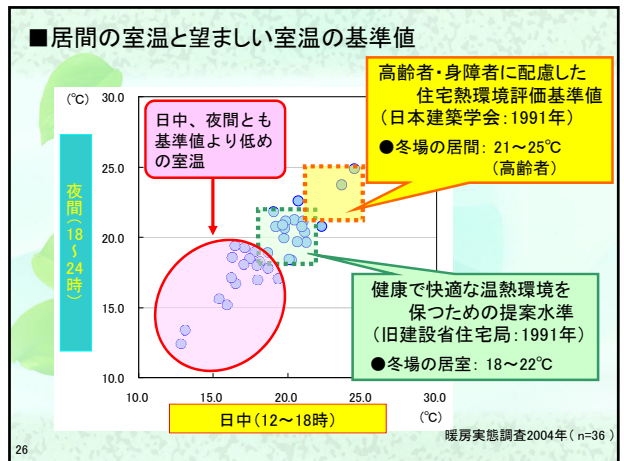 ■居間の室温と望ましい室温の基準値
高齢者・身障者に配慮した
住宅熱環境評価基準値
(日本建築学会:1991年)
●冬場の居間: 21～25℃
(高齢者)
(℃)
30.0
25.0
20.0
15.0
10.0
日中、夜間とも
基準値より低め
の室温
夜間(18～24時)
健康で快適な温熱環境を
保つための提案水準
(旧建設省住宅局:1991年)
●冬場の居室: 18～22℃
10.0 15.0 20.0 25.0 30.0
日中(12～18時)
(℃)
暖房実態調査2004年( n=36 )
26